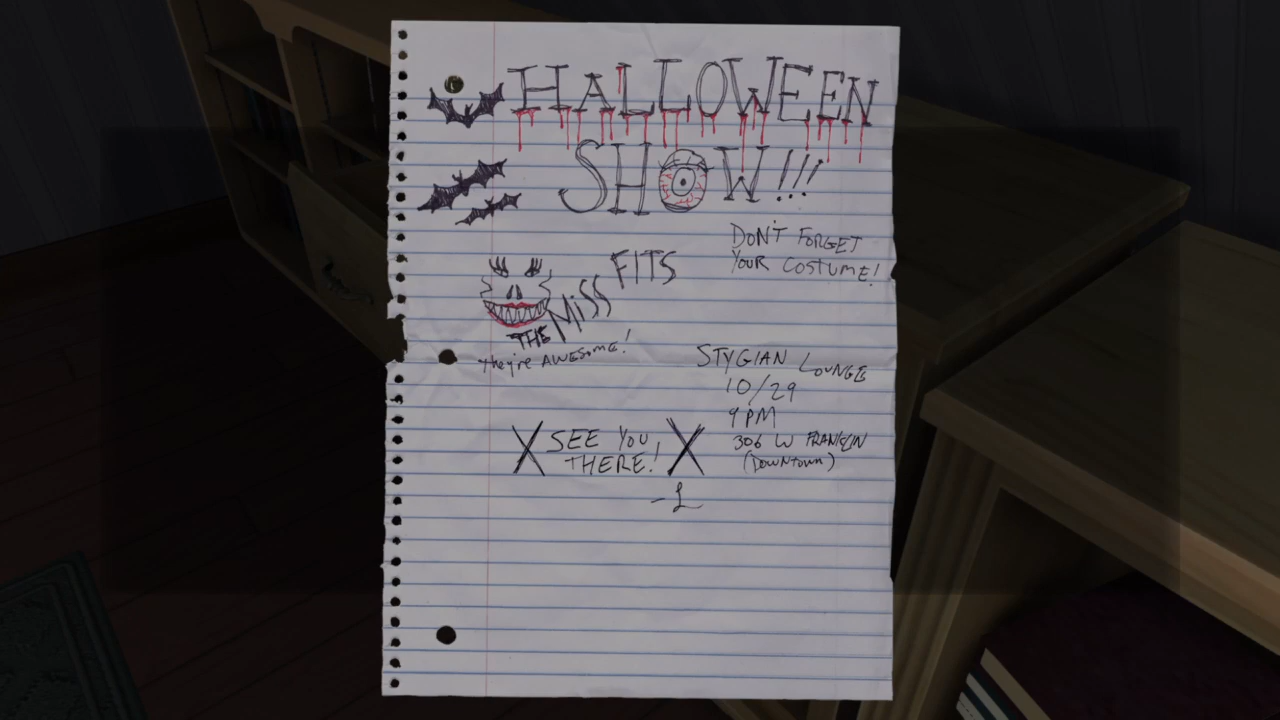 HALLOWEEN
SHOW!!!
DON'T FORGET
YOUR COSTUME!
THE MISS FITS
they're AWESOME!
STYGIAN LOUNGE
10/29
9PM
306 W FRANKLIN
(DOWNTOWN)
X SEE YOU X
THERE!
-L